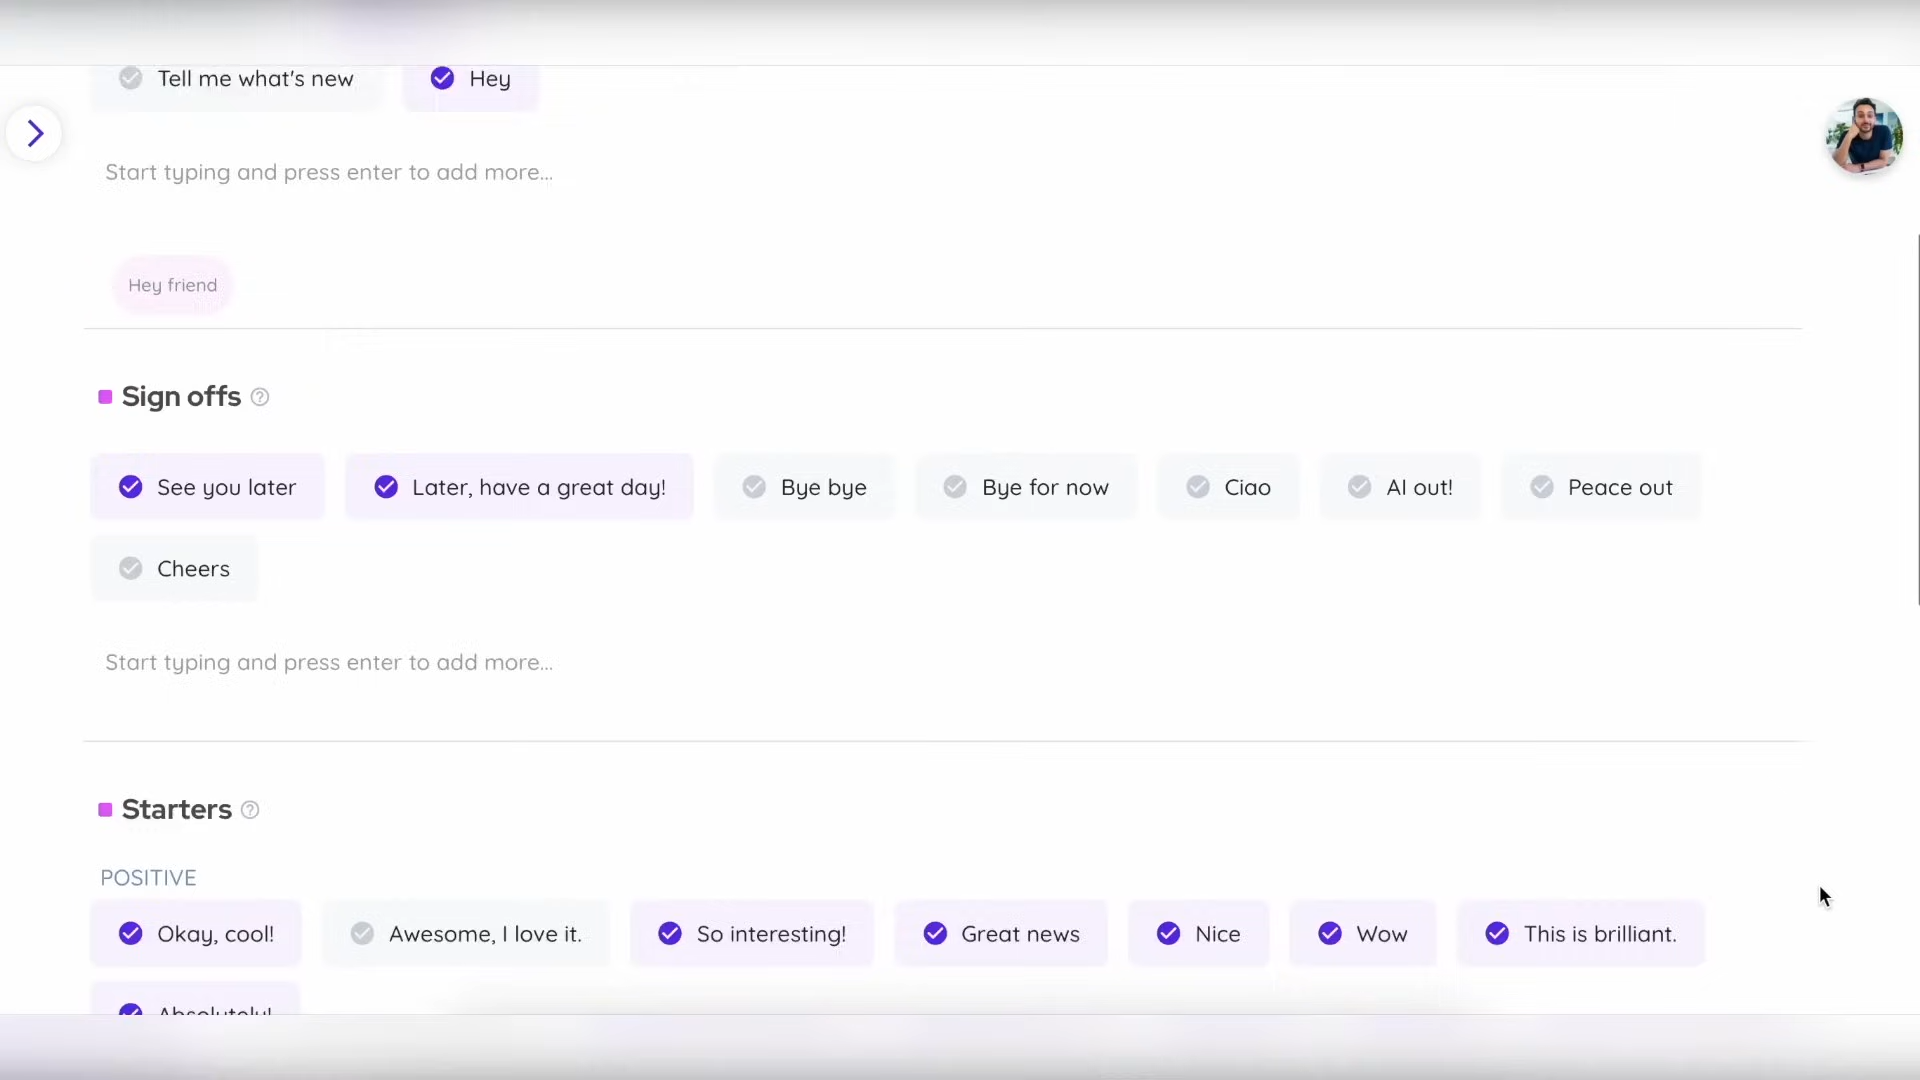 Tell me what's new Hey
Start typing and press enter to add more...
Hey friend
Sign offs
See you later Later, have a great day! Bye bye Bye for now Ciao AI out! Peace out
Cheers
Start typing and press enter to add more...
Starters
POSITIVE
Okay, cool! Awesome, I love it. So interesting! Great news Nice Wow This is brilliant.
Absolutely!